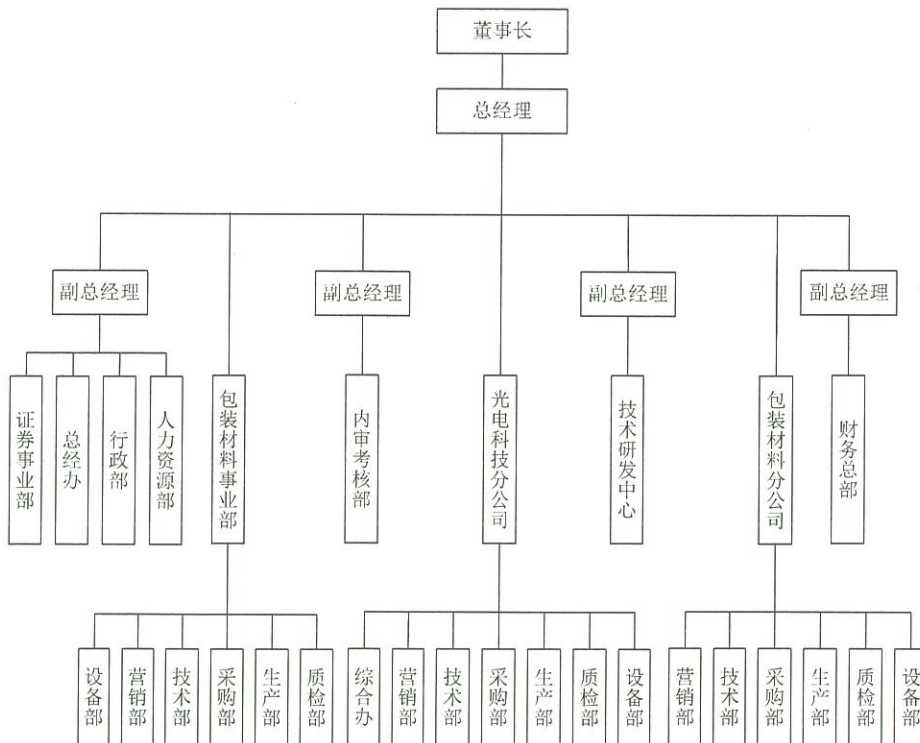 董事长
总经理
副总经理
副总经理
副总经理
副总经理
证券事业部
总经办
行政部
人力资源部
包装材料事业部
内审考核部
光电科技分公司
技术研发中心
包装材料分公司
财务总部
设备部
营销部
技术部
采购部
生产部
质检部
综合办
营销部
技术部
采购部
生产部
质检部
设备部
营销部
技术部
采购部
生产部
质检部
设备部